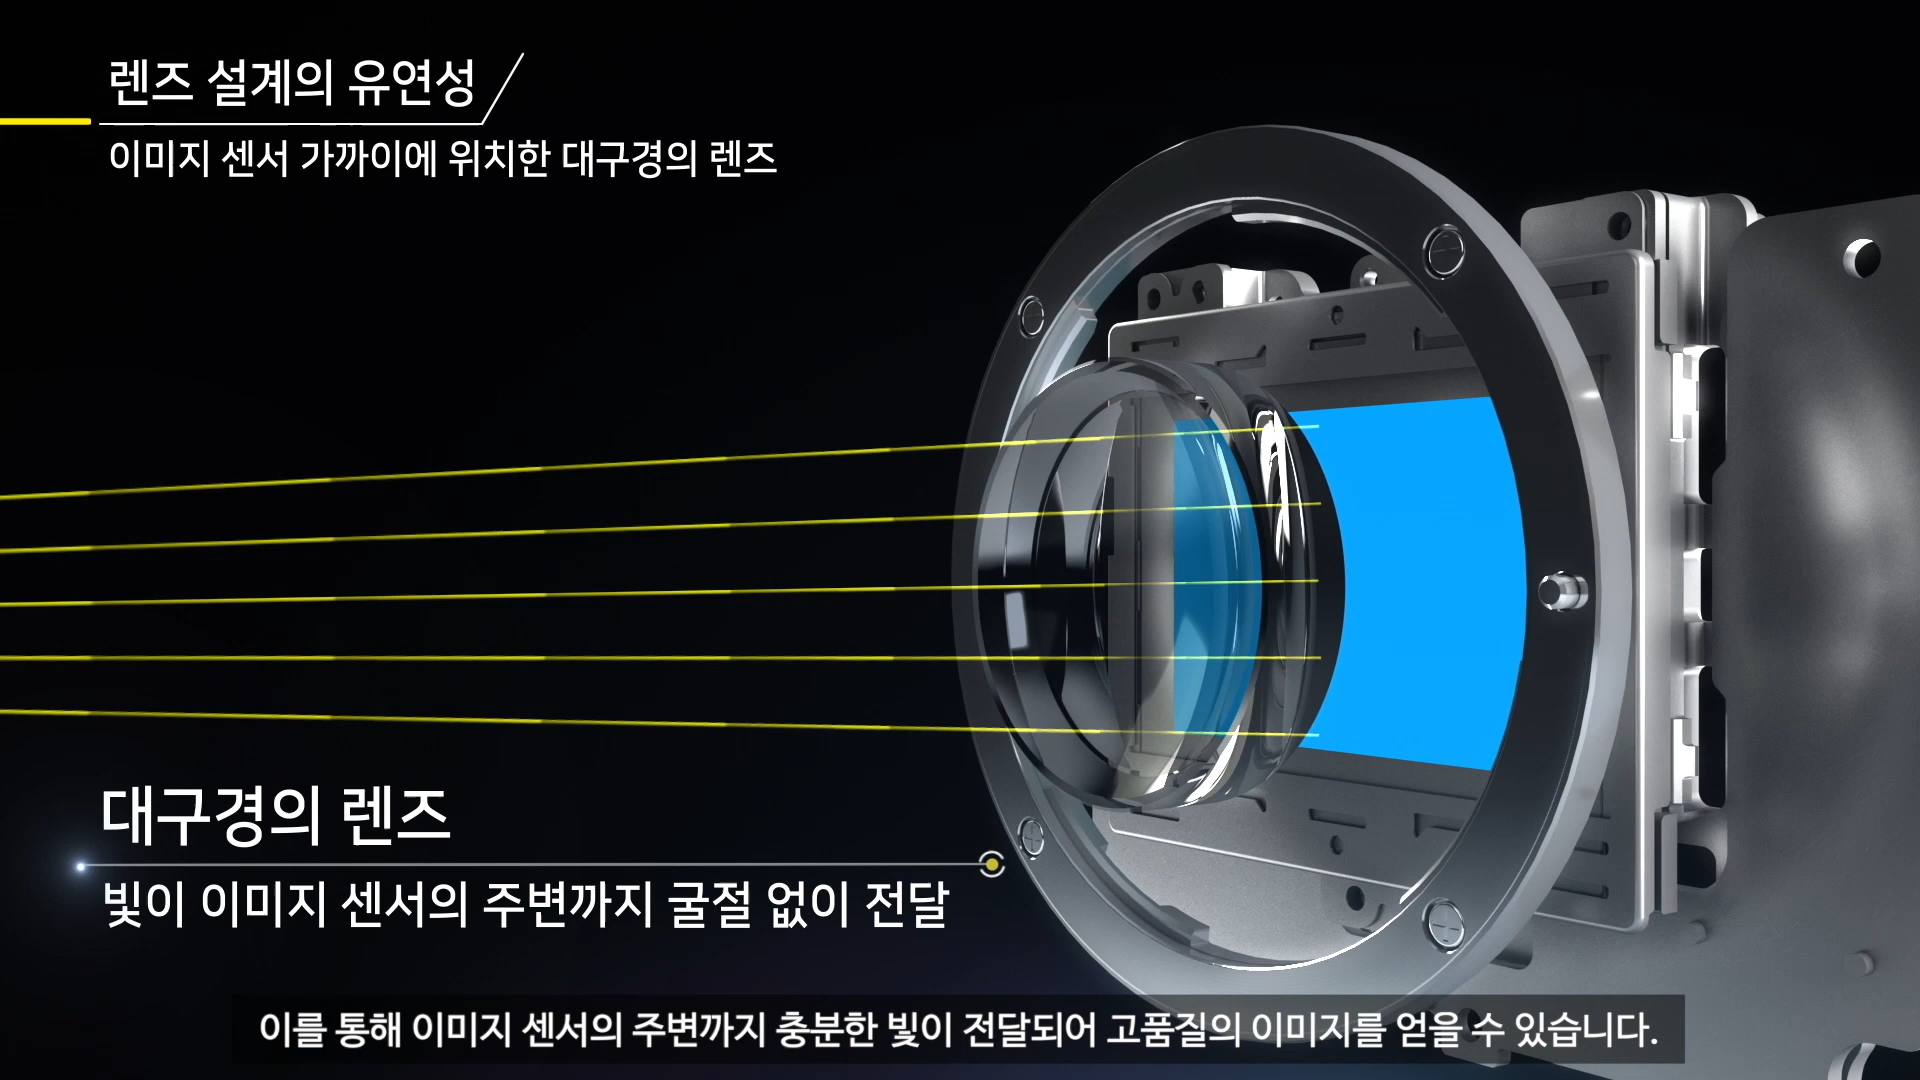 렌즈 설계의 유연성
이미지 센서 가까이에 위치한 대구경의 렌즈
대구경의 렌즈
빛이 이미지 센서의 주변까지 굴절 없이 전달
이를 통해 이미지 센서의 주변까지 충분한 빛이 전달되어 고품질의 이미지를 얻을 수 있습니다.